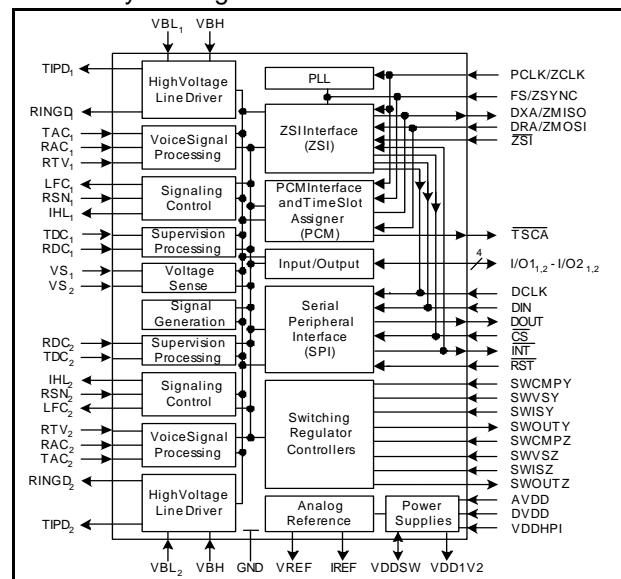 VBL1 VBH
TIPD1
RINGD1
TAC1
RAC1
RTV1
LFC1
RSN1
IHL1
TDC1
RDC1
VS1
VS2
RDC2
TDC2
IHL2
RSN2
LFC2
RTV2
RAC2
TAC2
RINGD2
TIPD2
High Voltage
Line Driver
Voice Signal
Processing
Signaling
Control
Supervision
Processing
Voltage
Sense
Signal
Generation
Supervision
Processing
Signaling
Control
Voice Signal
Processing
High Voltage
Line Driver
PLL
ZSI Interface
(ZSI)
PCM Interface
and Time Slot
Assigner
(PCM)
Input/Output
Serial
Peripheral
Interface
(SPI)
Switching
Regulator
Controllers
Analog
Reference
Power
Supplies
PCLK/ZCLK
FS/ZSYNC
DXA/ZMISO
DRA/ZMOSI
ZSI
TSCA
4
I/O11,2 - I/O21,2
DCLK
DIN
DOUT
CS
INT
RST
SWCMPY
SWVSY
SWISY
SWOUTY
SWCMPZ
SWVSZ
SWISZ
SWOUTZ
AVDD
DVDD
VDDHPI
VBL2 VBH GND VREF IREF VDDSW VDD1V2